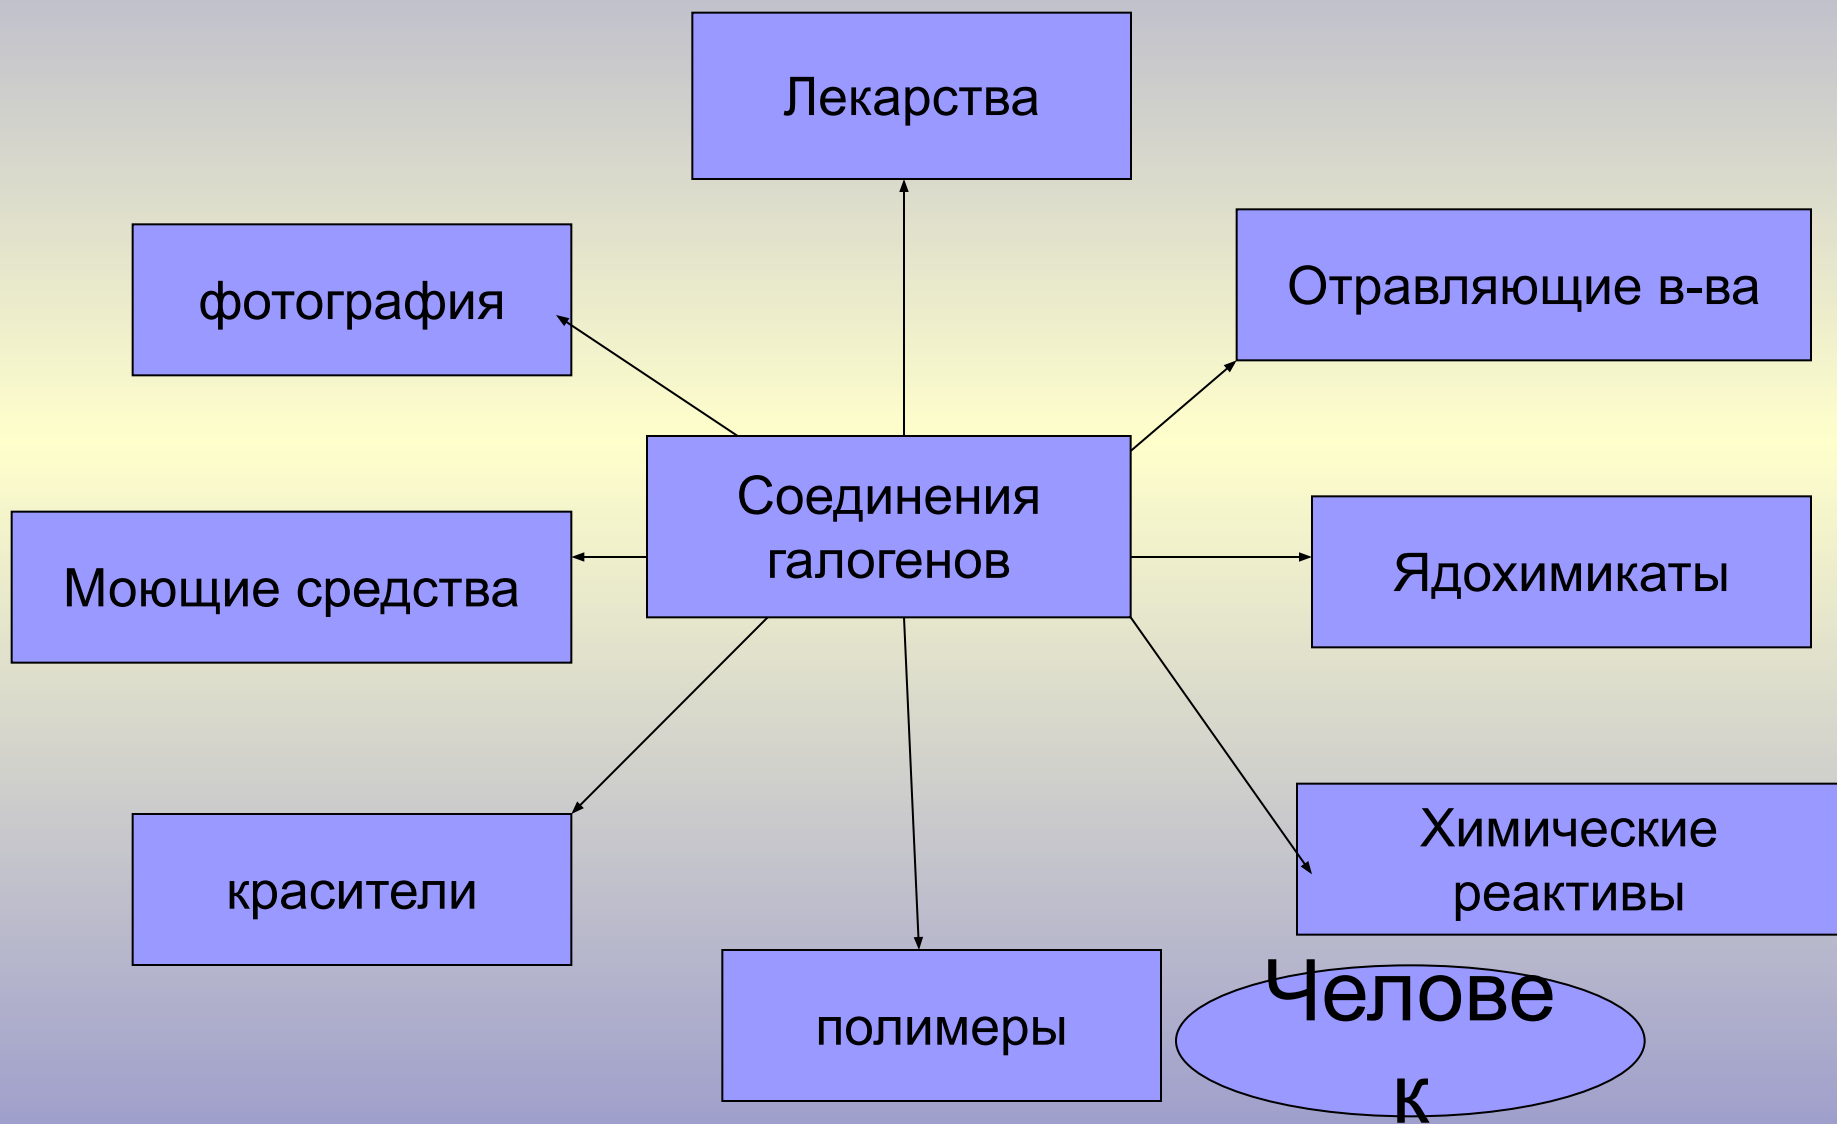 Лекарства
фотография
Отравляющие в-ва
Соединения
галогенов
Моющие средства
Ядохимикаты
красители
Химические
реактивы
полимеры
Челове
к